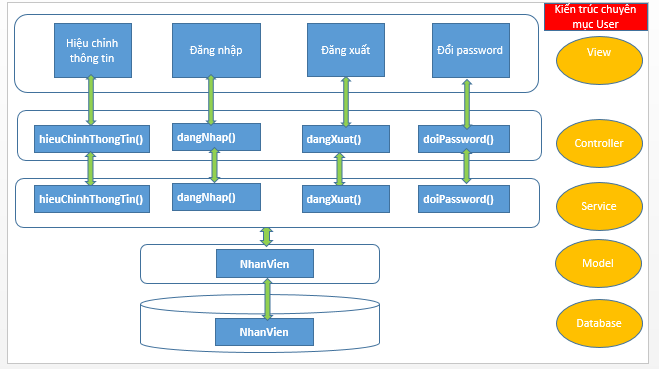 Kiến trúc chuyên
mục User
Hiệu chỉnh
thông tin
Đăng nhập
Đăng xuất
Đổi password
View
hieuChinhThongTin()
dangNhap()
dangXuat()
doiPassword()
Controller
hieuChinhThongTin()
dangNhap()
dangXuat()
doiPassword()
Service
NhanVien
Model
NhanVien
Database